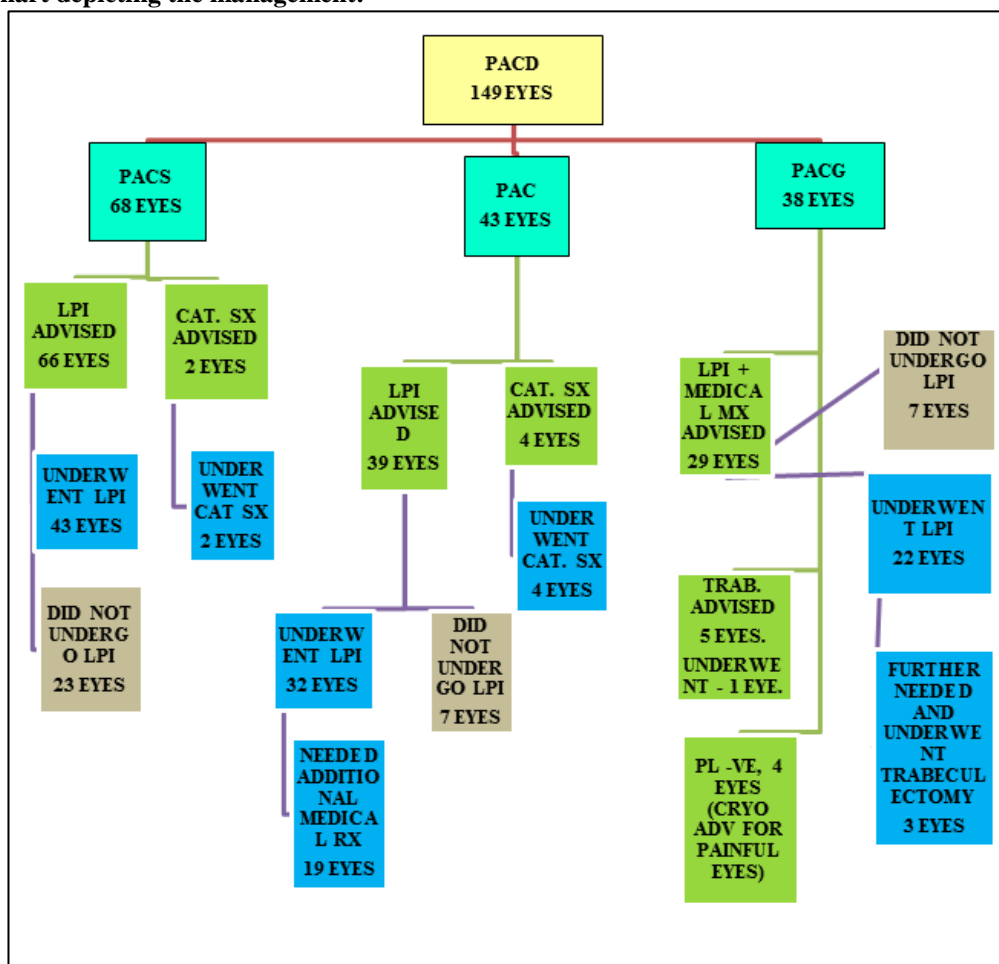 hart depicting the management.
PACD
149 EYES
PACS
68 EYES
PAC
43 EYES
PACG
38 EYES
LPI
ADVISED
66 EYES
CAT. SX
ADVISED
2 EYES
UNDERW
ENT LPI
43 EYES
UNDER
WENT
CAT SX
2 EYES
DID NOT
UNDERG
O LPI
23 EYES
LPI
ADVISE
D
39 EYES
CAT. SX
ADVISED
4 EYES
UNDER
WENT
CAT. SX
4 EYES
UNDERW
ENT LPI
32 EYES
DID
NOT
UNDER
GO LPI
7 EYES
NEEDED
ADDITIO
NAL
MEDICA
L RX
19 EYES
LPI +
MEDICA
L MX
ADVISED
29 EYES
DID NOT
UNDERGO
LPI
7 EYES
UNDERWEN
T LPI
22 EYES
TRAB.
ADVISED
5 EYES.
UNDERWE
NT - 1 EYE.
FURTHER
NEEDED
AND
UNDERWE
NT
TRABECUL
ECTOMY
3 EYES
PL -VE, 4
EYES
(CRYO
ADV FOR
PAINFUL
EYES)